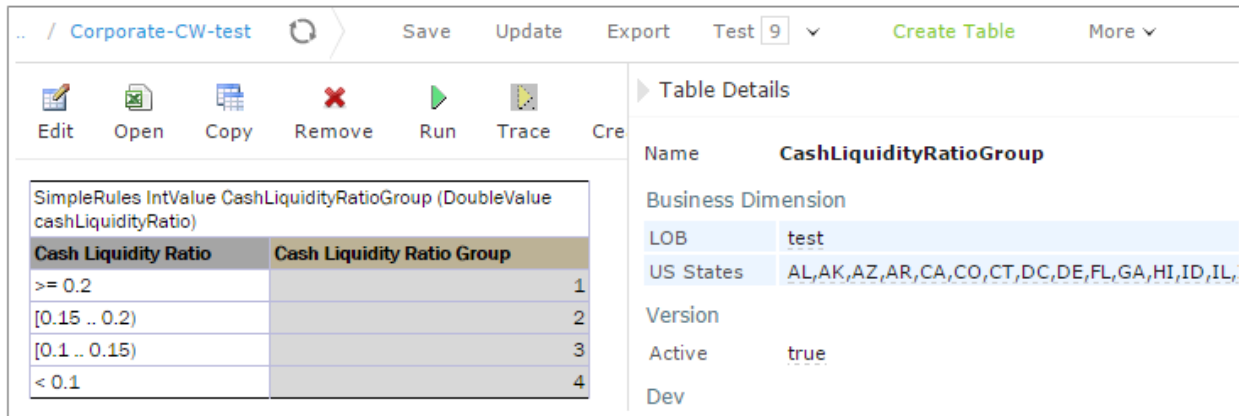 .. / Corporate-CW-test Save Update Export Test 9 Create Table More
Edit Open Copy Remove Run Trace Cre
SimpleRules IntValue CashLiquidityRatioGroup (DoubleValue
cashLiquidityRatio)
Cash Liquidity Ratio Cash Liquidity Ratio Group
>= 0.2 1
[0.15 .. 0.2) 2
[0.1 .. 0.15) 3
< 0.1 4
Table Details
Name CashLiquidityRatioGroup
Business Dimension
LOB test
US States AL,AK,AZ,AR,CA,CO,CT,DC,DE,FL,GA,HI,ID,IL,
Version
Active true
Dev